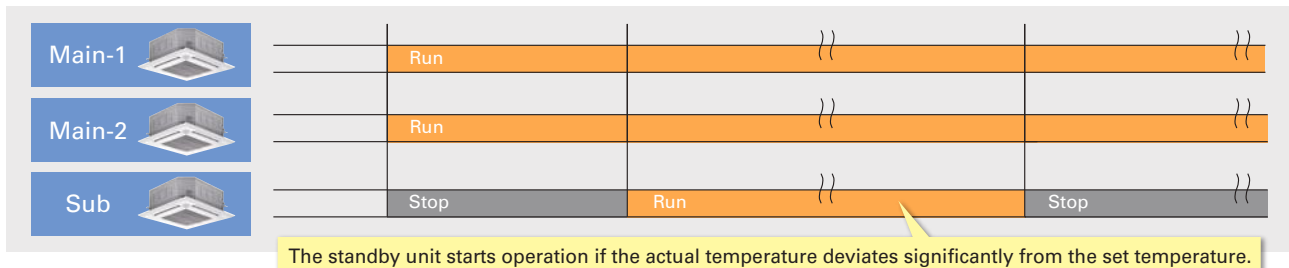 Main-1
Run
Main-2
Run
Sub
Stop
Run
Stop
The standby unit starts operation if the actual temperature deviates significantly from the set temperature.